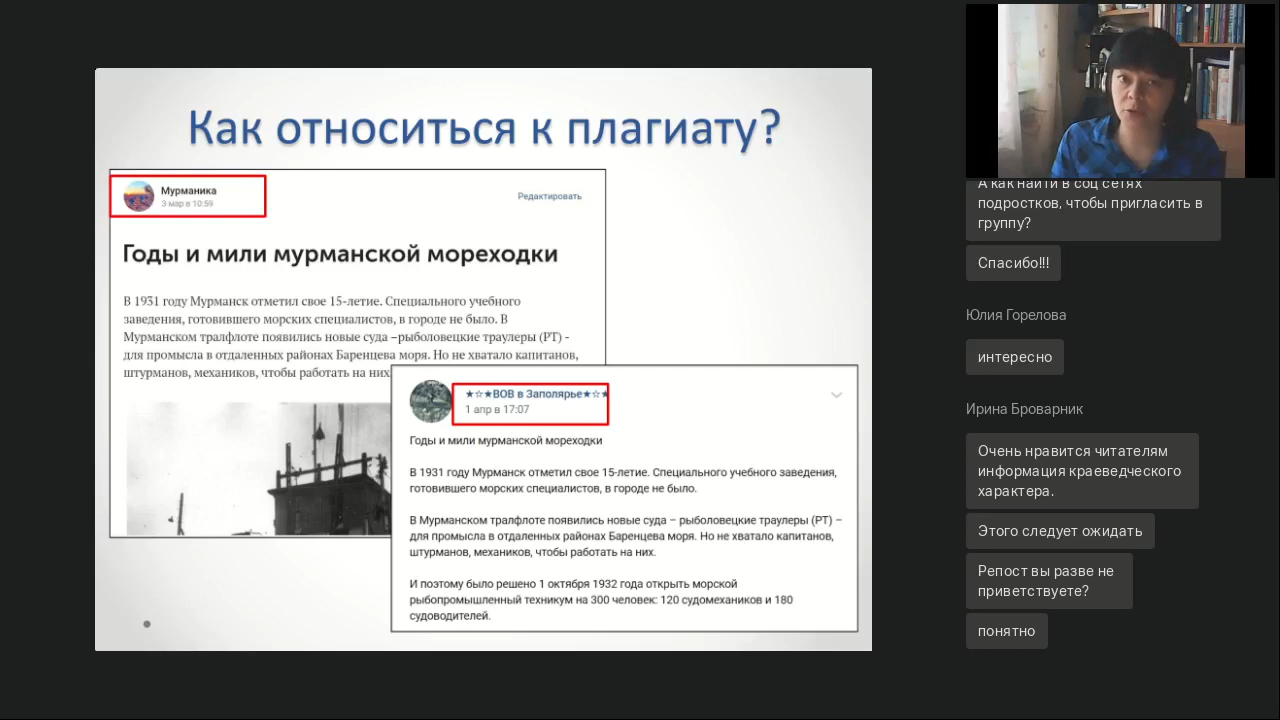 Как относиться к плагиату?
Мурманика
3 мар в 10:59
Редактировать
Годы и мили мурманской мореходки
В 1931 году Мурманск отметил свое 15-летие. Специального учебного
заведения, готовившего морских специалистов, в городе не было. В
Мурманском тралфлоте появились новые суда –рыболовецкие траулеры (РТ) -
для промысла в отдаленных районах Баренцева моря. Но не хватало капитанов,
штурманов, механиков, чтобы работать на них
★☆★ВОВ в Заполярье★☆★
1 апр в 17:07
Годы и мили мурманской мореходки
В 1931 году Мурманск отметил свое 15-летие. Специального учебного заведения,
готовившего морских специалистов, в городе не было.
В Мурманском тралфлоте появились новые суда – рыболовецкие траулеры (РТ) –
для промысла в отдаленных районах Баренцева моря. Но не хватало капитанов,
штурманов, механиков, чтобы работать на них.
И поэтому было решено 1 октября 1932 года открыть морской
рыбопромышленный техникум на 300 человек: 120 судомехаников и 180
судоводителей.
А как найти в соц сетях
подростков, чтобы пригласить в
группу?
Спасибо!!!
Юлия Горелова
интересно
Ирина Броварник
Очень нравится читателям
информация краеведческого
характера.
Этого следует ожидать
Репост вы разве не
приветствуете?
понятно